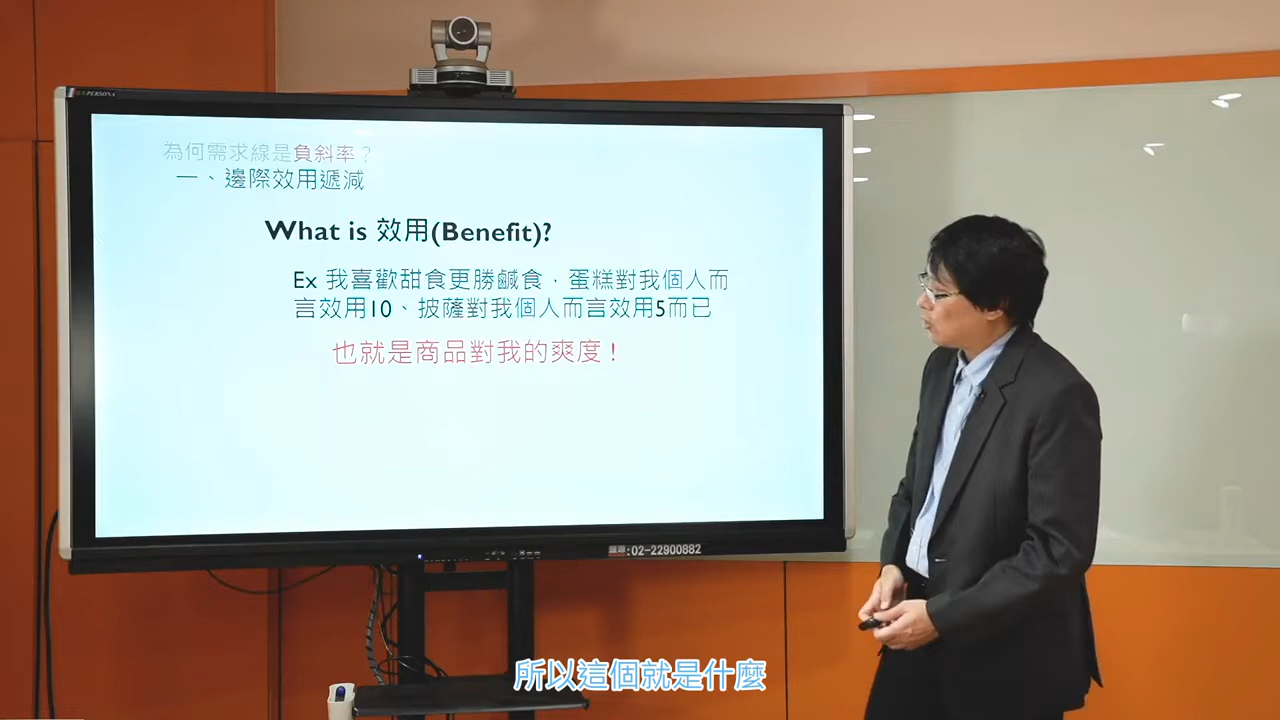 為何需求線是負斜率？
一、邊際效用遞減
What is 效用(Benefit)?
Ex 我喜歡甜食更勝鹹食，蛋糕對我個人而
言效用10、披薩對我個人而言效用5而已
也就是商品對我的爽度！
:02-22900882
所以這個就是什麼